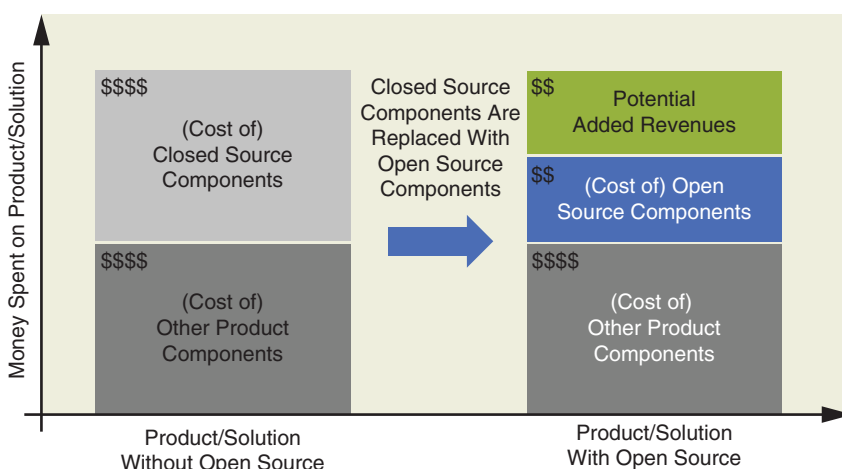 Money Spent on Product/Solution
$$$$
(Cost of)
Closed Source
Components
$$$$
(Cost of)
Other Product
Components
Closed Source
Components Are
Replaced With
Open Source
Components
$$
Potential
Added Revenues
$$
(Cost of) Open
Source Components
$$$$
(Cost of)
Other Product
Components
Product/Solution
Without Open Source
Product/Solution
With Open Source